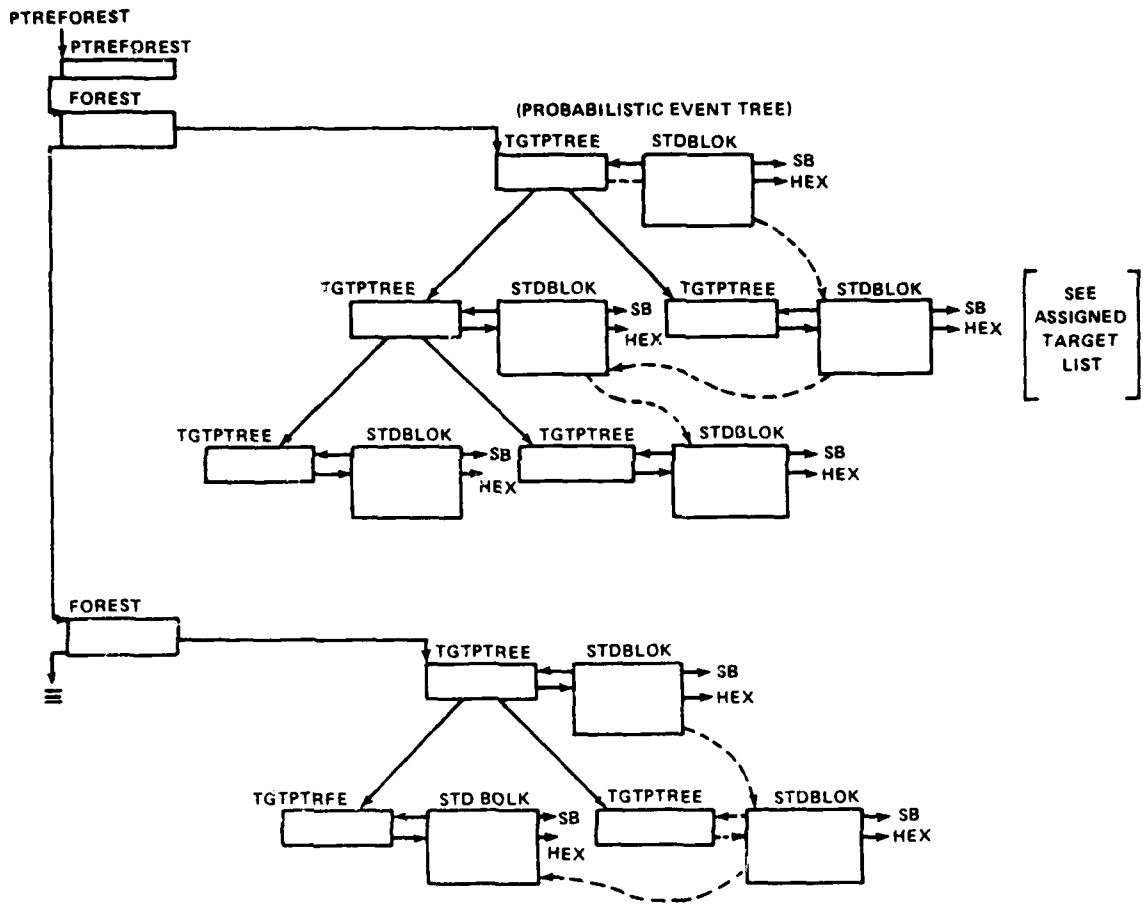 PTREFOREST
PTREFOREST
FOREST
(PROBABILISTIC EVENT TREE)
TGTPTREE STDBLOK
SB
HEX
TGTPTREE STDBLOK TGTPTREE STDBLOK
SB SB
HEX HEX
SEE
ASSIGNED
TARGET
LIST
TGTPTREE STDBLOK TGTPTREE STDBLOK
SB SB
HEX HEX
FOREST
TGTPTREE STDBLOK
SB
HEX
TGTPTRFE STD BOLK TGTPTREE STDBLOK
SB SB
HEX HEX